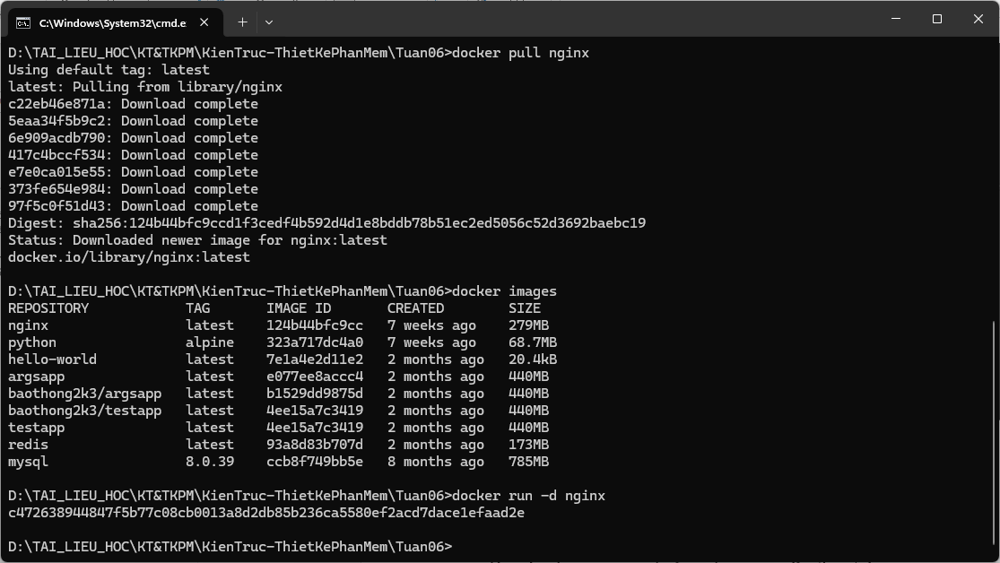 C:\Windows\System32\cmd.e
D:\TAI_LIEU_HOC\KT&TKPM\KienTruc-ThietKePhanMem\Tuan06>docker pull nginx
Using default tag: latest
latest: Pulling from library/nginx
c22eb46e871a: Download complete
5eaa34f5b9c2: Download complete
6e909acdb790: Download complete
417c4bccf534: Download complete
e7e0ca015e55: Download complete
373fe654e984: Download complete
97f5c0f51d43: Download complete
Digest: sha256:124b44bfc9ccd1f3cedf4b592d4d1e8bddb78b51ec2ed5056c52d3692baebc19
Status: Downloaded newer image for nginx:latest
docker.io/library/nginx:latest
D:\TAI_LIEU_HOC\KT&TKPM\KienTruc-ThietKePhanMem\Tuan06>docker images
REPOSITORY TAG IMAGE ID CREATED SIZE
nginx latest 124b44bfc9cc 7 weeks ago 279MB
python alpine 323a717dc4a0 7 weeks ago 68.7MB
hello-world latest 7e1a4e2d11e2 2 months ago 20.4kB
argsapp latest e077ee8accc4 2 months ago 440MB
baothong2k3/argsapp latest b1529dd9875d 2 months ago 440MB
baothong2k3/testapp latest 4ee15a7c3419 2 months ago 440MB
testapp latest 4ee15a7c3419 2 months ago 440MB
redis latest 93a8d83b707d 2 months ago 173MB
mysql 8.0.39 ccb8f749bb5e 8 months ago 785MB
D:\TAI_LIEU_HOC\KT&TKPM\KienTruc-ThietKePhanMem\Tuan06>docker run -d nginx
c472638944847f5b77c08cb0013a8d2db85b236ca5580ef2acd7dace1efaad2e
D:\TAI_LIEU_HOC\KT&TKPM\KienTruc-ThietKePhanMem\Tuan06>